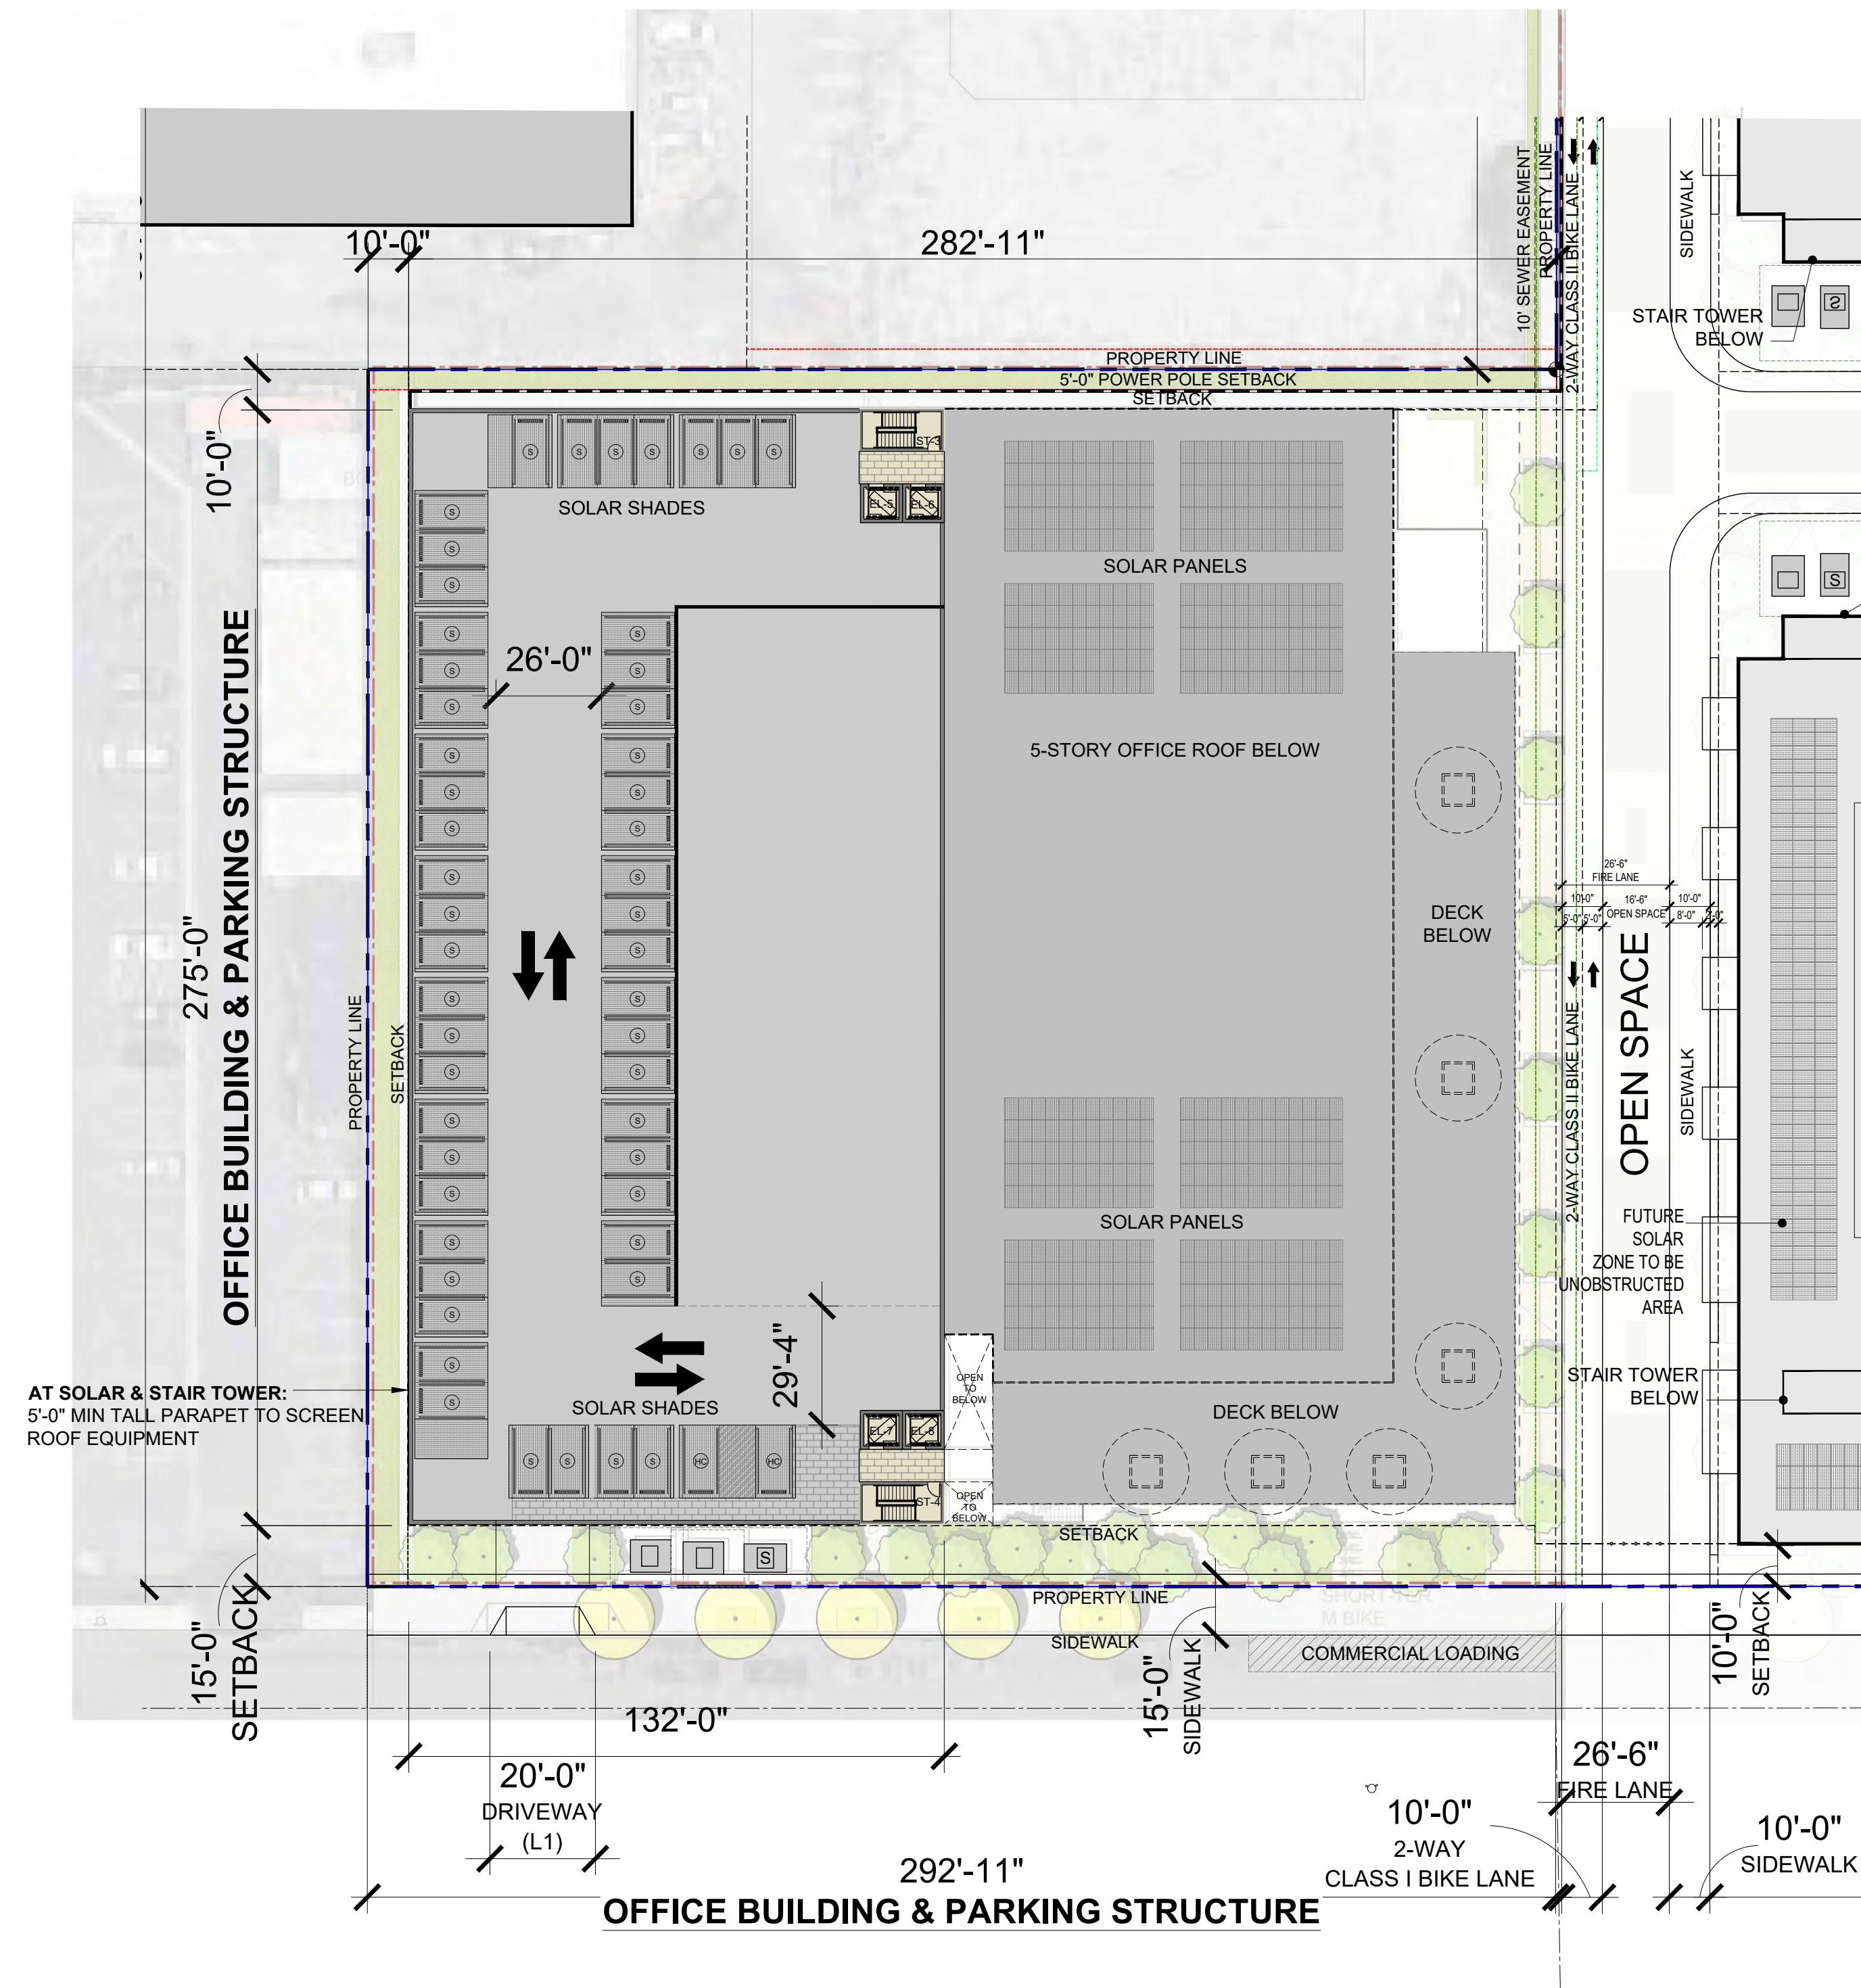 10'-0"
282'-11"
10' SEWER EASEMENT
PROPERTY LINE
2-WAY CLASS II BIKE LANE
SIDEWALK
S
STAIR TOWER
BELOW
PROPERTY LINE
5'-0" POWER POLE SETBACK
SETBACK
10'-0"
S S S S S S S
ST-3
EL-5 EL-6
SOLAR SHADES
S
S
S
SOLAR PANELS
S
OFFICE BUILDING & PARKING STRUCTURE
275'-0"
26'-0"
S S
S S
S S
5-STORY OFFICE ROOF BELOW
S S
S S
S S
26'-6"
FIRE LANE
10'-0" 16'-6" 10'-0"
5'-0" 5'-0" OPEN SPACE 8'-0"
S S
S S
S S
DECK
BELOW
OPEN SPACE
PROPERTY LINE
SETBACK
S S
S S
S S
2-WAY CLASS II BIKE LANE
SIDEWALK
S S
S S
S S
SOLAR PANELS
FUTURE
SOLAR
ZONE TO BE
UNOBSTRUCTED
AREA
S S
S S
S
29'-4"
S
S
AT SOLAR & STAIR TOWER:
5'-0" MIN TALL PARAPET TO SCREEN
ROOF EQUIPMENT
SOLAR SHADES
OPEN
TO
BELOW
DECK BELOW
STAIR TOWER
BELOW
EL-7 EL-8
S S S S HC HC
ST-4
OPEN
TO
BELOW
SETBACK
S
15'-0"
SETBACK
PROPERTY LINE
SHORT-TER
M BIKE
SIDEWALK
COMMERCIAL LOADING
15'-0"
SIDEWALK
10'-0"
SETBACK
132'-0"
20'-0"
DRIVEWAY
(L1)
26'-6"
FIRE LANE
10'-0"
2-WAY
CLASS I BIKE LANE
10'-0"
SIDEWALK
292'-11"
OFFICE BUILDING & PARKING STRUCTURE